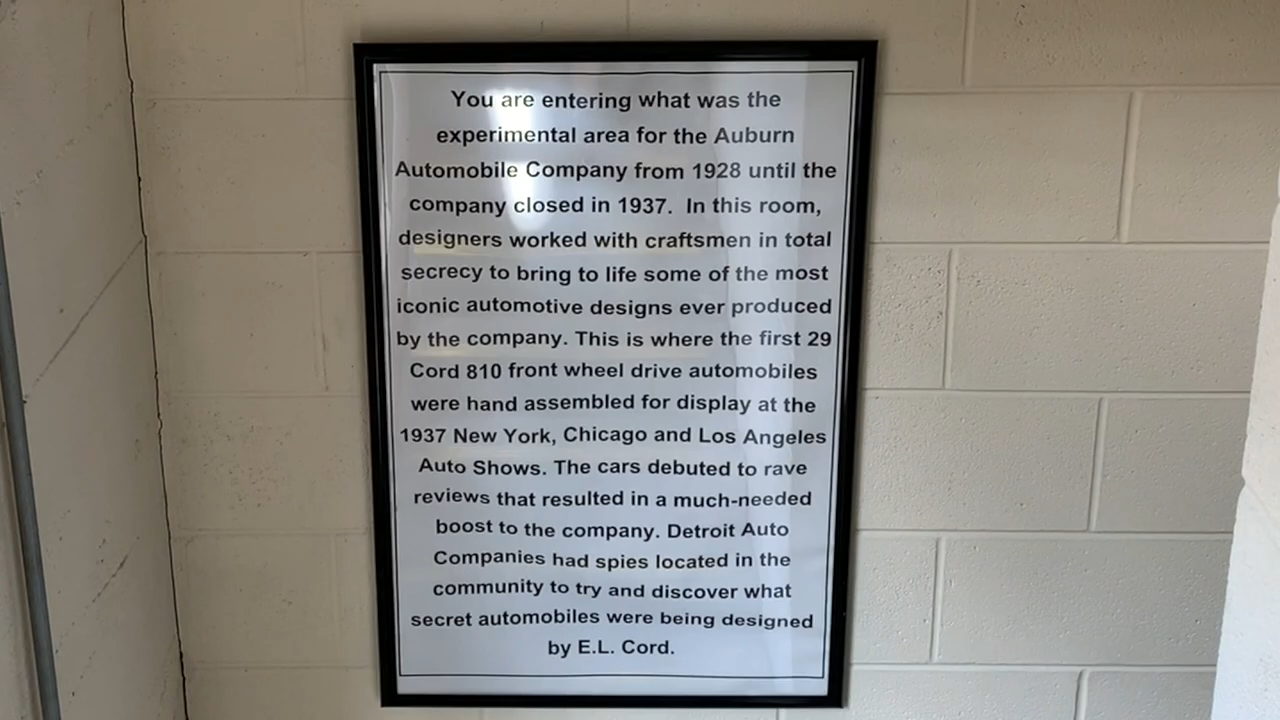 You are entering what was the
experimental area for the Auburn
Automobile Company from 1928 until the
company closed in 1937.  In this room,
designers worked with craftsmen in total
secrecy to bring to life some of the most
iconic automotive designs ever produced
by the company. This is where the first 29
Cord 810 front wheel drive automobiles
were hand assembled for display at the
1937 New York, Chicago and Los Angeles
Auto Shows. The cars debuted to rave
reviews that resulted in a much-needed
boost to the company. Detroit Auto
Companies had spies located in the
community to try and discover what
secret automobiles were being designed
by E.L. Cord.